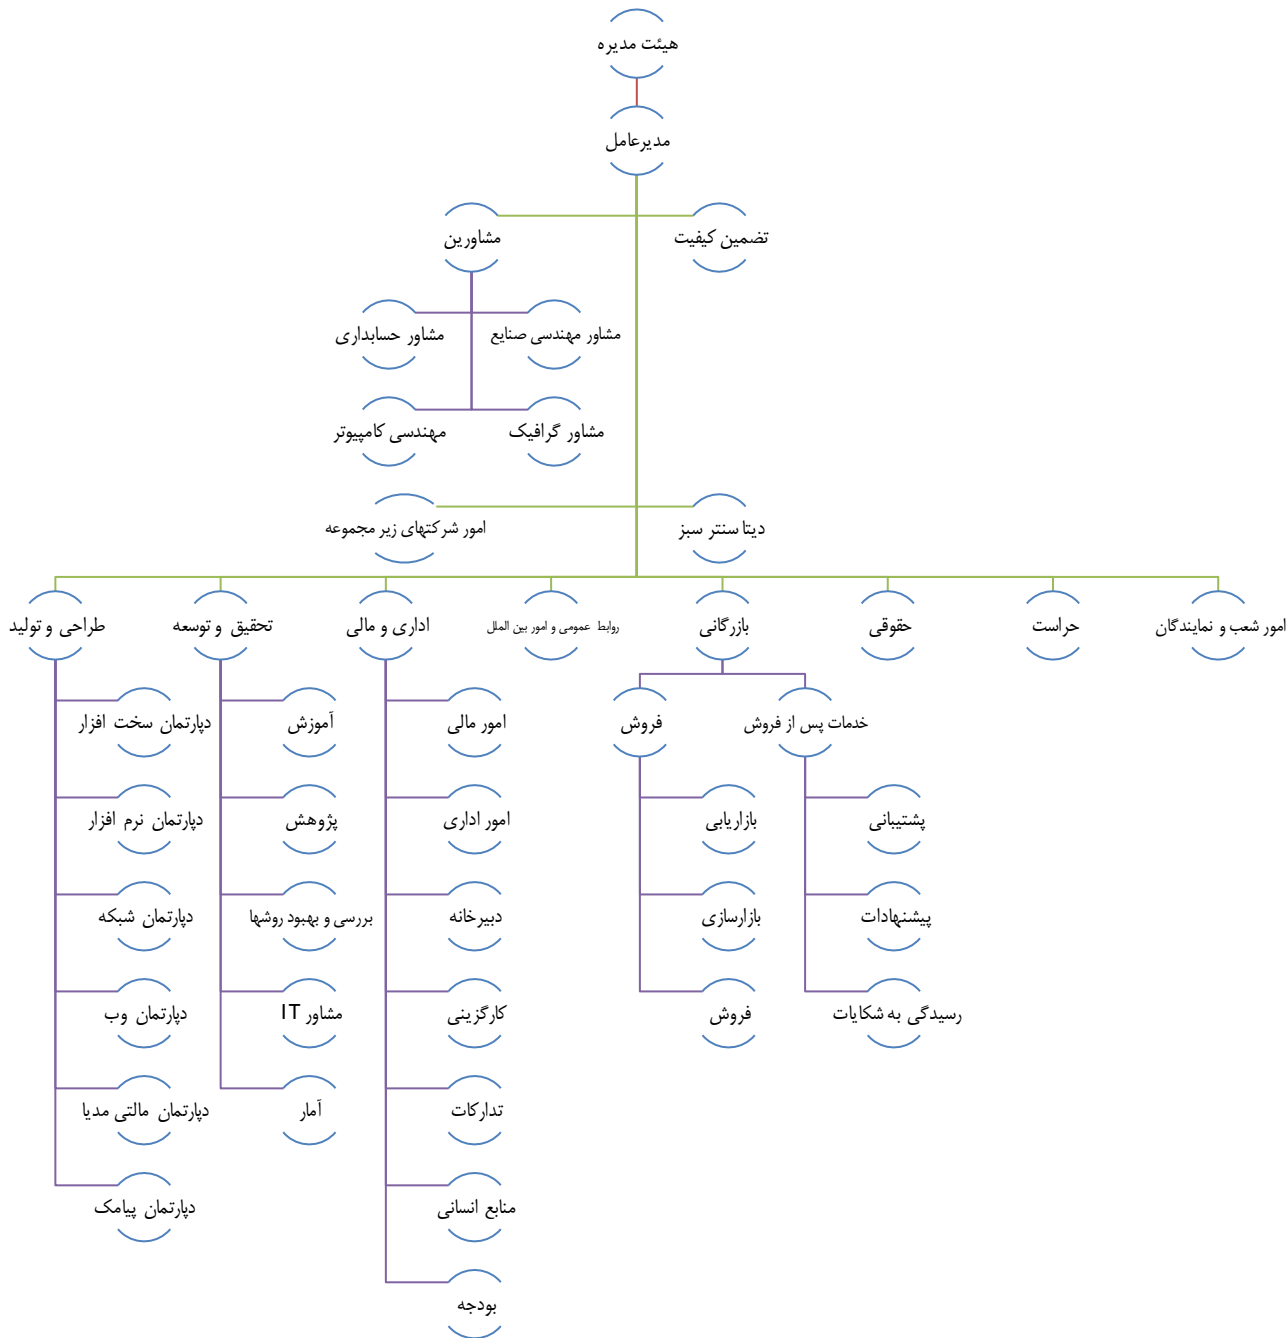 هیئت مدیره
مدیرعامل
تضمین کیفیت
مشاورین
مشاور مهندسی صنایع
مشاور حسابداری
مشاور گرافیک
مهندسی کامپیوتر
دیتا سنتر سبز
امور شرکتهای زیر مجموعه
امور شعب و نمایندگان
حراست
حقوقی
بازرگانی
روابط عمومی و امور بین الملل
اداری و مالی
تحقیق و توسعه
طراحی و تولید
خدمات پس از فروش
فروش
امور مالی
آموزش
دپارتمان سخت افزار
پشتیبانی
بازاریابی
امور اداری
پژوهش
دپارتمان نرم افزار
پیشنهادات
بازارسازی
دبیرخانه
بررسی و بهبود روشها
دپارتمان شبکه
رسیدگی به شکایات
فروش
کارگزینی
مشاور IT
دپارتمان وب
تدارکات
آمار
دپارتمان مالتی مدیا
منابع انسانی
دپارتمان پیامک
بودجه